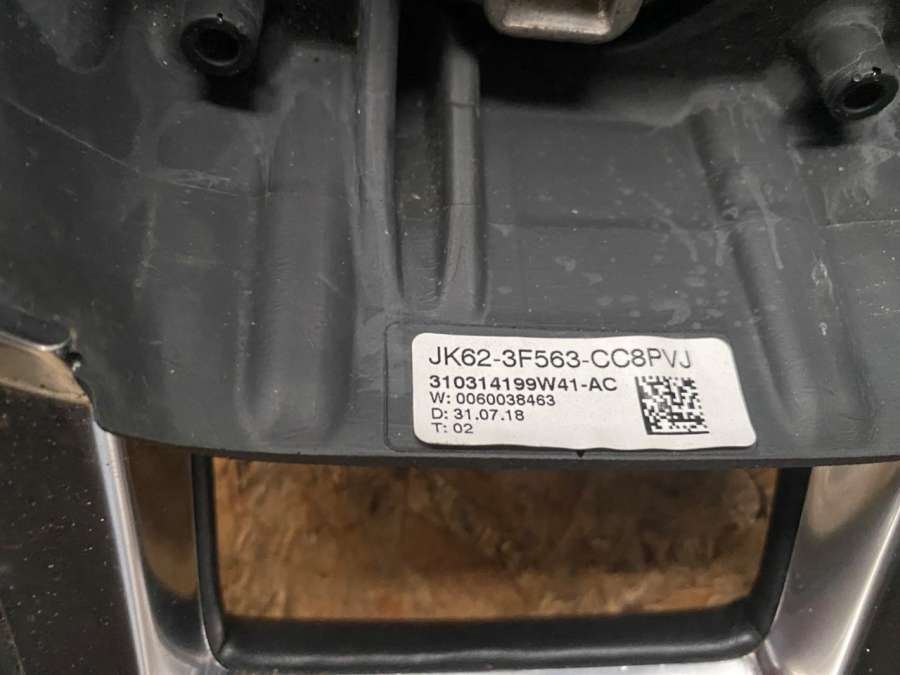 JK62-3F563-CC8PVJ
310314199W41-AC
W: 0060038463
D: 31.07.18
T: 02